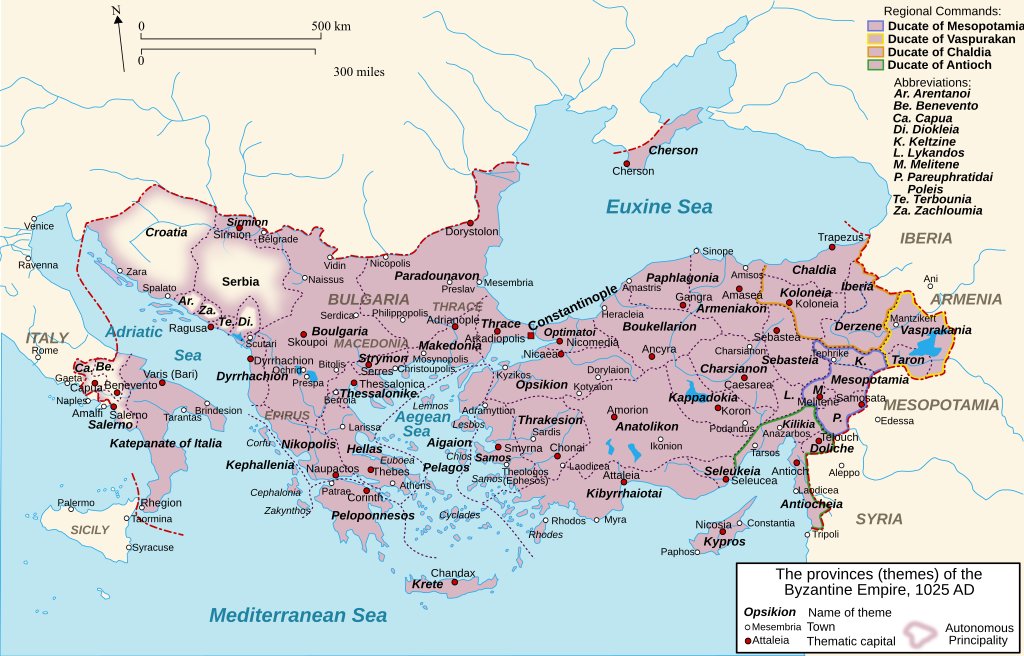 N
0 500 km
0
300 miles
Regional Commands:
Ducate of Mesopotamia
Ducate of Vaspurakan
Ducate of Chaldia
Ducate of Antioch
Abbreviations:
Ar. Arentanoi
Be. Benevento
Ca. Capua
Di. Diokleia
K. Keltzine
L. Lykandos
M. Melitene
P. Pareuphratidai
Poleis
Te. Terbounia
Za. Zachloumia
Cherson
Cherson
Euxine Sea
Venice
Ravenna
Croatia
Zara
Spalato
Sirmion
Sirmion
Belgrade
Serbia
Ar.
Za.
Te.
Di.
Ragusa
Scutari
Vidin
Naissus
Nicopolis
Dorystolon
Paradounavon
Preslav
Mesembria
BULGARIA
THRACE
Serdica
Philippopolis
Adrianople
Thrace
Arkadiopolis
Constantinople
Boulgaria
Skoupoi
MACEDONIA
Makedonia
Mosynopolis
Strymon
Serres
Christoupolis
Dyrrhachion
Ochrid
Bitolis
Prespa
Dyrrhachion
Thessalonica
Thessalonike.
Beroia
EPIRUS
Larissa
Corfu
Nikopolis
Hellas
Kephallenia
Naupactos
Thebes
Euboea
Athens
Cephalonia
Patrae
Corinth
Zakynthos
Peloponnesos
Lemnos
Lesbos
Aegean
Sea
Aigaion
Pelagos
Chios
Samos
Samos
Cyclades
Chandax
Krete
Mediterranean Sea
ITALY
Rome
Adriatic
Sea
Ca.
Be.
Gaeta
Capua
Benevento
Naples
Amalfi
Salerno
Salerno
Varis (Bari)
Tarantas
Brindesion
Katepanate of Italia
Palermo
Rhegion
Taormina
SICILY
Syracuse
Sinope
Amastris
Paphlagonia
Amisos
Heracleia
Gangra
Amasea
Armeniakon
Optimatoi
Nicomedia
Nicaea
Boukellarion
Ancyra
Kyzikos
Opsikion
Dorylaion
Kotyaion
Adramyttion
Thrakesion
Sardis
Smyrna
Chonai
Theologos
(Ephesos)
Laodicea
Amorion
Anatolikon
Ikonion
Attaleia
Kibyrrhaiotai
Rhodos
Myra
Rhodes
Charsianon
Charsianon
Caesarea
Kappadokia
Koron
Podandus
Seleukeia
Seleucea
Trapezus
Chaldia
Koloneia
Koloneia
Iberia
Derzene
Sebastea
Sebasteia
Tephrike
K.
L.
M.
Melitene
Mesopotamia
Samosata
P.
Kilikia
Anazarbos
Tarsos
Telouch
Doliche
Antioch
Aleppo
Laodicea
Antiocheia
Tripoli
Nicosia
Constantia
Kypros
Paphos
IBERIA
Ani
ARMENIA
Mantzikert
Vasprakania
Taron
MESOPOTAMIA
Edessa
SYRIA
The provinces (themes) of the
Byzantine Empire, 1025 AD
Opsikion Name of theme
Mesembria Town
Attaleia Thematic capital
Autonomous
Principality